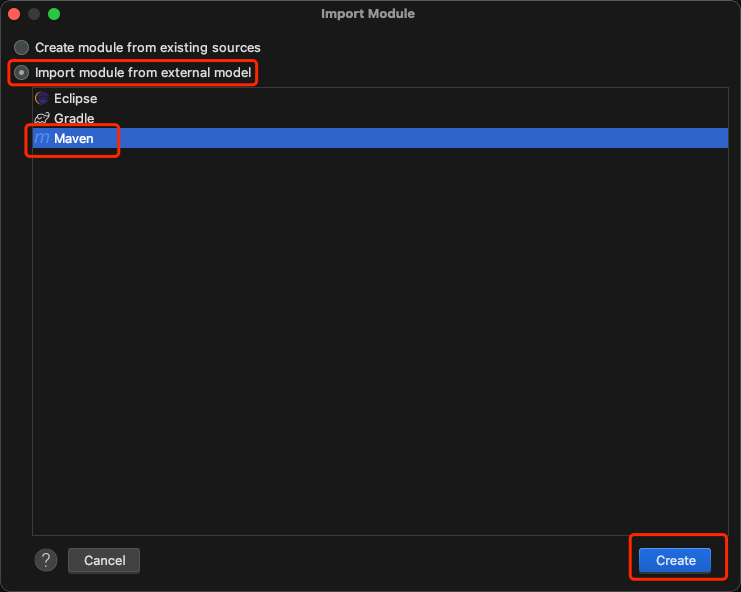 Import Module
Create module from existing sources
Import module from external model
Eclipse
Gradle
Maven
?
Cancel
Create